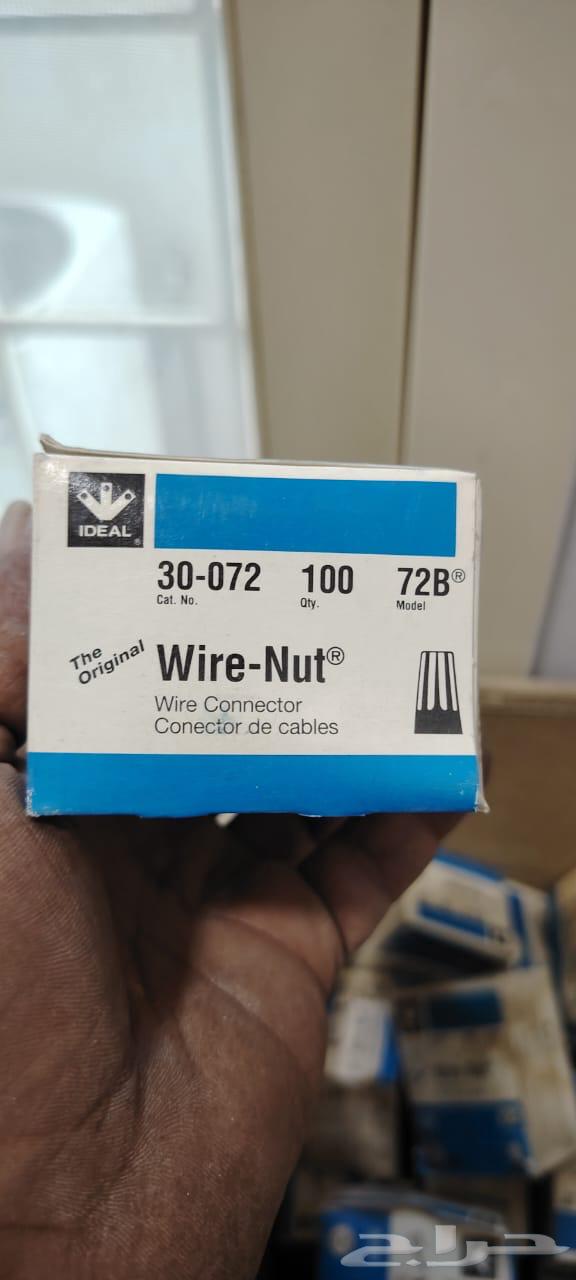 IDEAL®
30-072 100 72B®
Cat. No. Qty. Model
The Original
Wire-Nut®
Wire Connector
Conector de cables
حراج